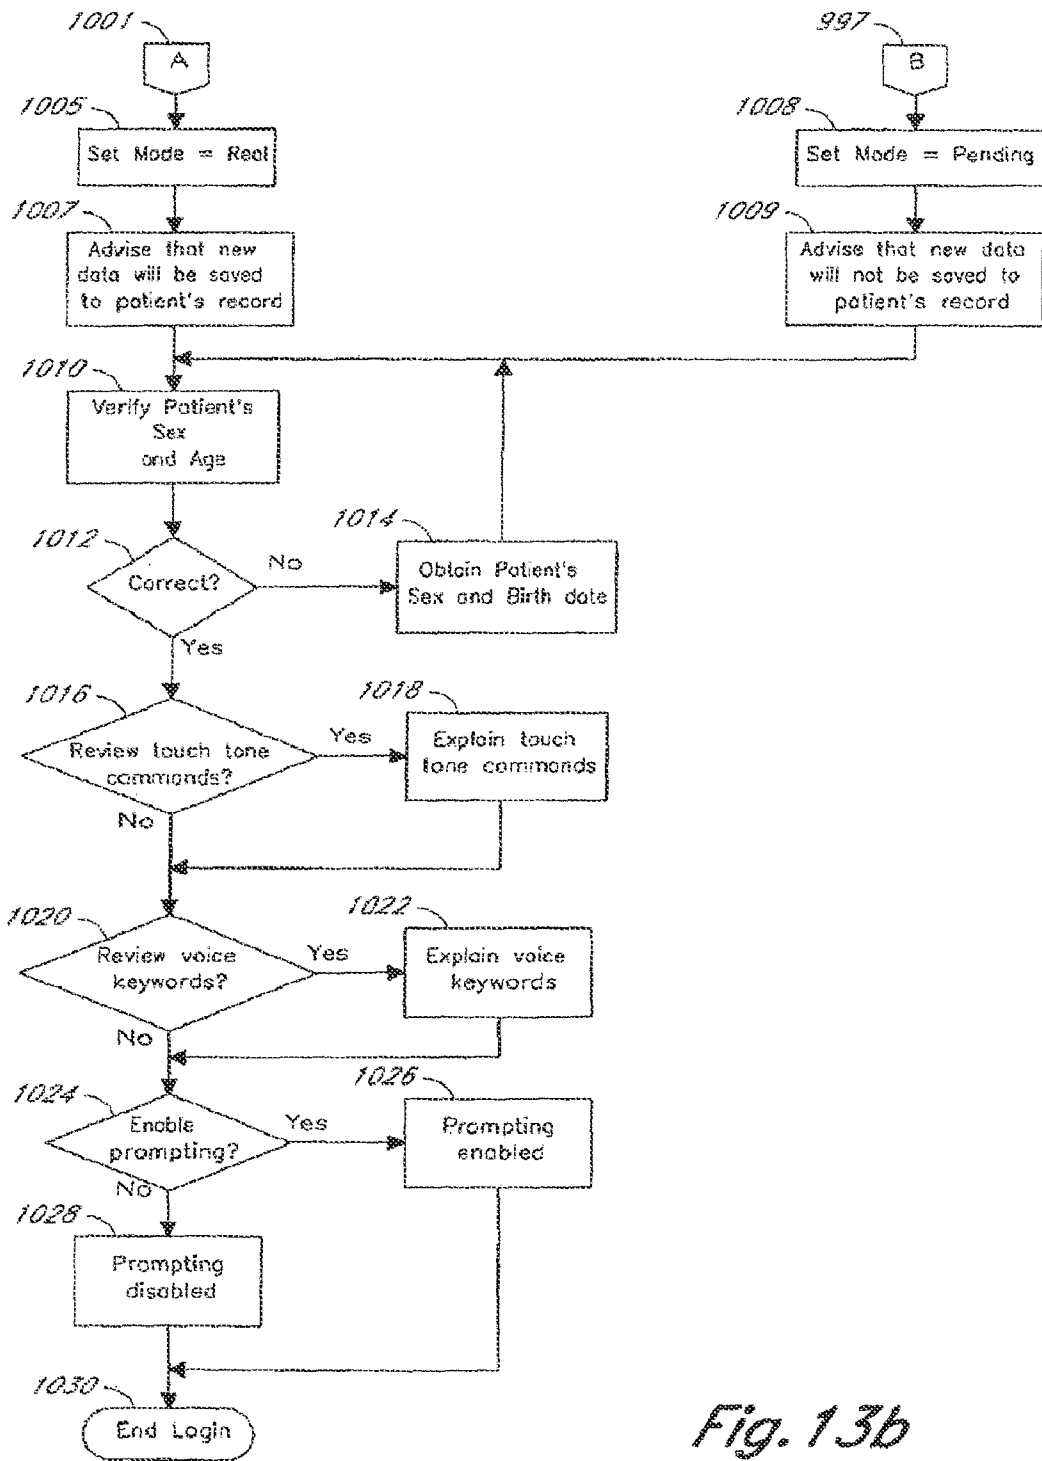 1001
A
997
B
1005
Set Mode = Real
1008
Set Mode = Pending
1007
Advise that new
data will be saved
to patient's record
1009
Advise that new data
will not be saved to
patient's record
1010
Verify Patient's
Sex
and Age
1012
Correct?
No
Yes
1014
Obtain Patient's
Sex and Birth date
1016
Review touch tone
commands?
Yes
No
1018
Explain touch
tone commands
1020
Review voice
keywords?
Yes
No
1022
Explain voice
keywords
1024
Enable
prompting?
Yes
No
1026
Prompting
enabled
1028
Prompting
disabled
1030
End Login
Fig. 13b